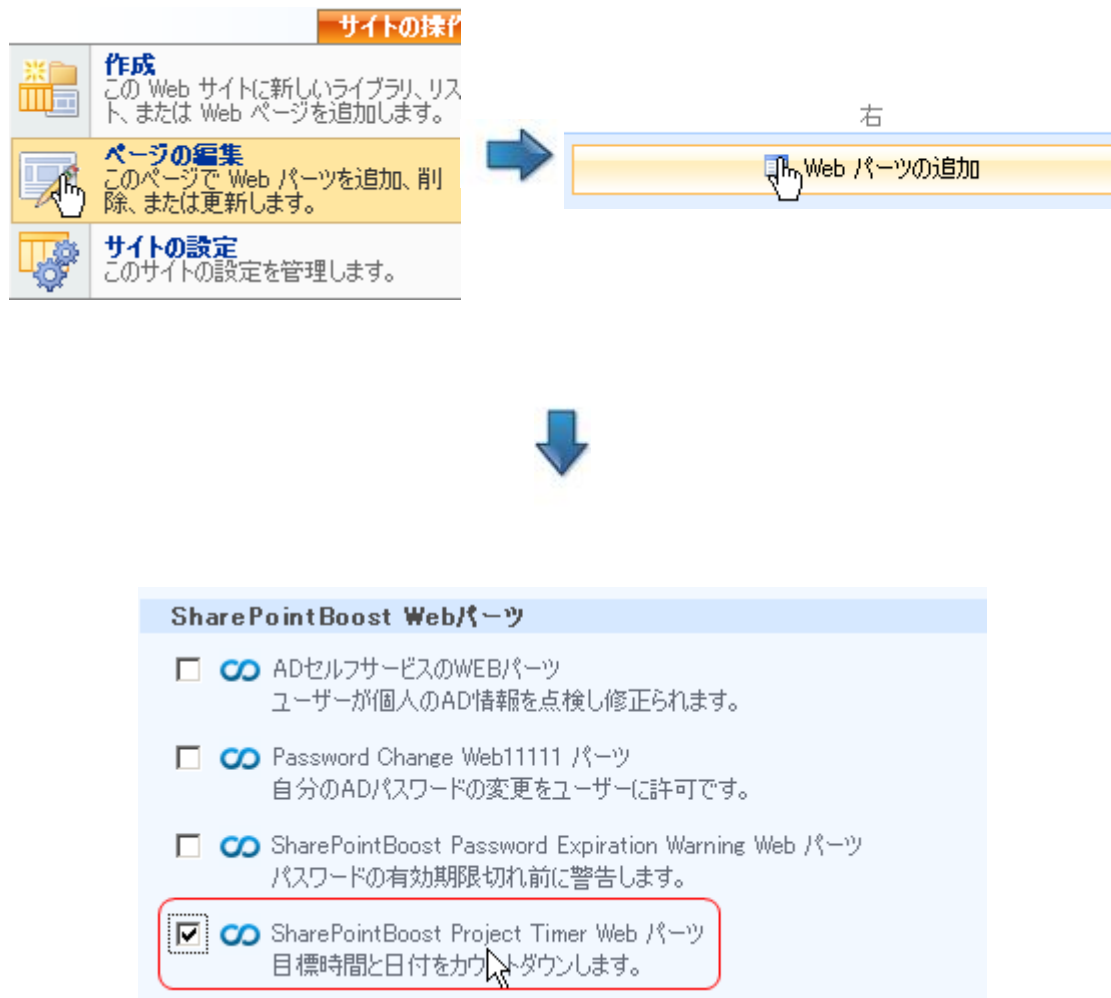 サイトの操作
作成
この Web サイトに新しいライブラリ、リス
ト、または Web ページを追加します。
ページの編集
このページで Web パーツを追加、削
除、または更新します。
サイトの設定
このサイトの設定を管理します。
右
Web パーツの追加
SharePointBoost Webパーツ
ADセルフサービスのWEBパーツ
ユーザーが個人のAD情報を点検し修正られます。
Password Change Web11111 パーツ
自分のADパスワードの変更をユーザーに許可です。
SharePointBoost Password Expiration Warning Web パーツ
パスワードの有効期限切れ前に警告します。
SharePointBoost Project Timer Web パーツ
目標時間と日付をカウントダウンします。